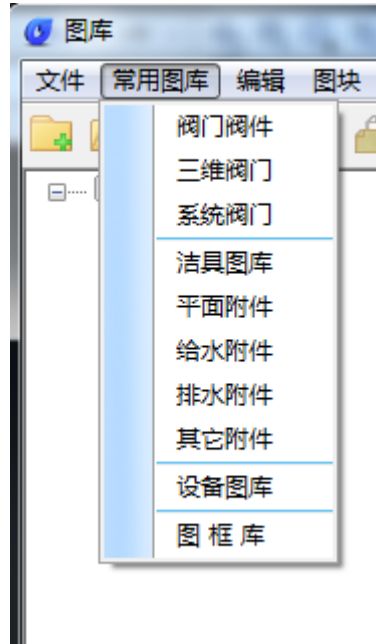 图库
文件 常用图库 编辑 图块
阀门阀件
三维阀门
系统阀门
洁具图库
平面附件
给水附件
排水附件
其它附件
设备图库
图 框 库